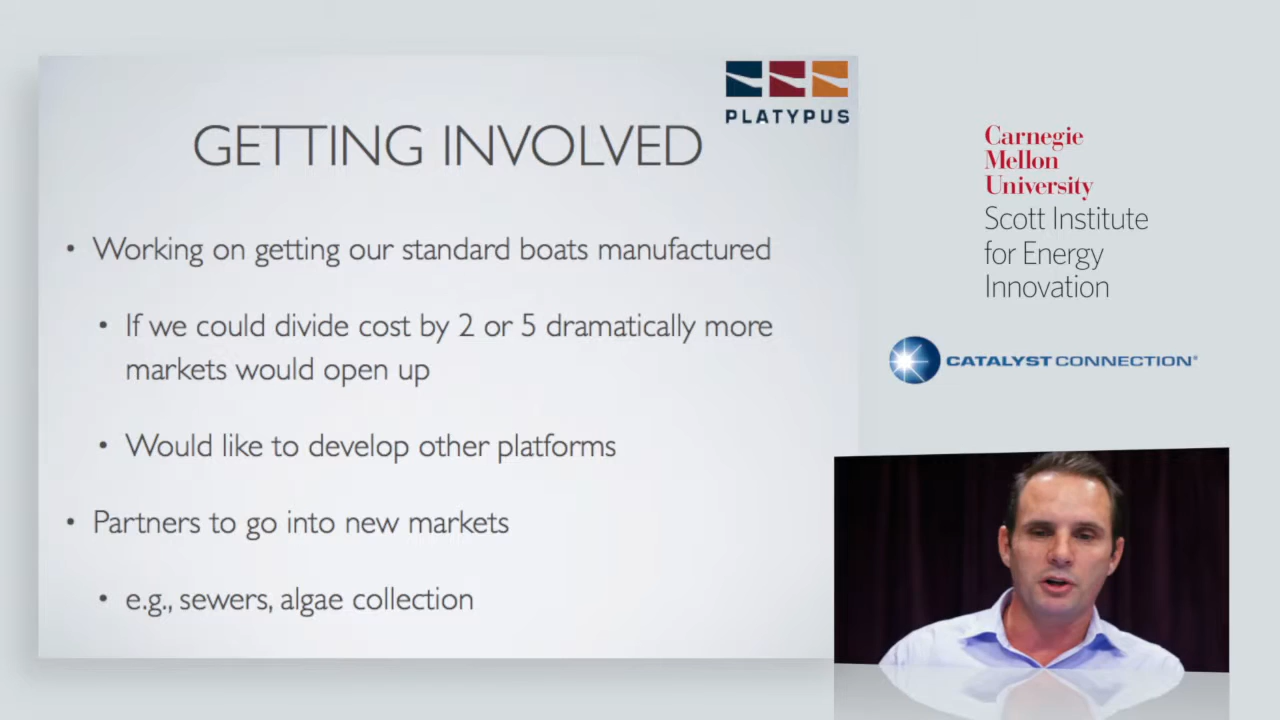 PLATYPUS
GETTING INVOLVED
• Working on getting our standard boats manufactured
• If we could divide cost by 2 or 5 dramatically more
markets would open up
• Would like to develop other platforms
• Partners to go into new markets
• e.g., sewers, algae collection
Carnegie
Mellon
University
Scott Institute
for Energy
Innovation
CATALYST CONNECTION®